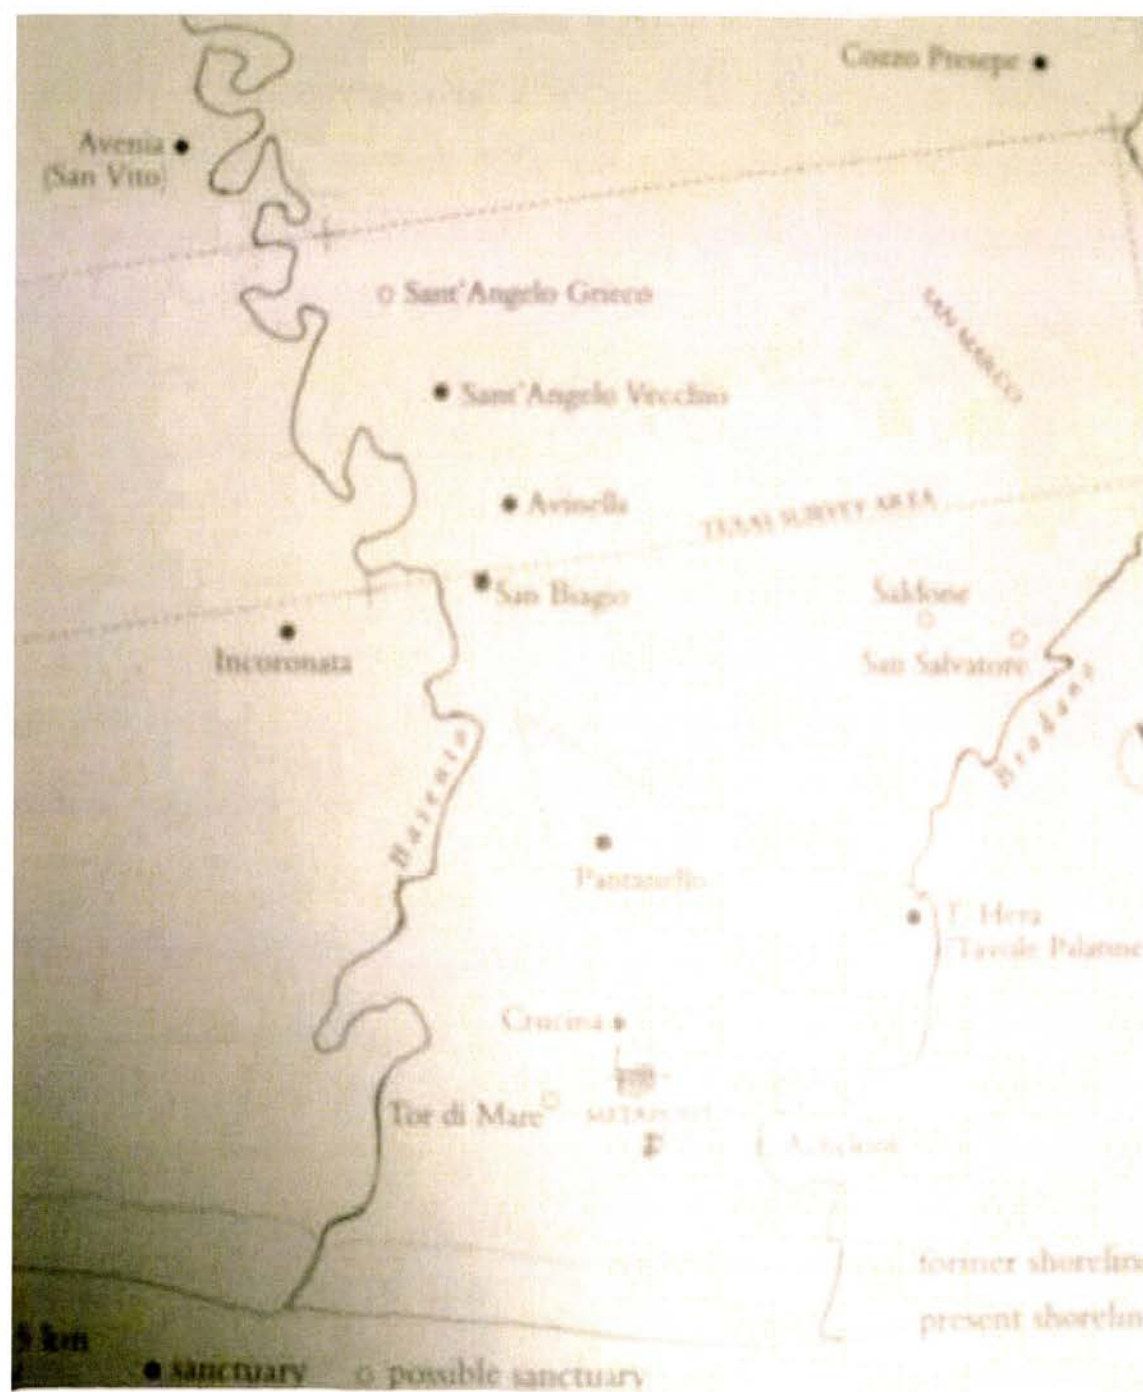 Cozzo Presepe
Avenia
(San Vito)
Sant'Angelo Grieco
SAN MARCO
Sant'Angelo Vecchio
Avinella
TEXAS SURVEY AREA
San Biagio
Saldone
Incoronata
San Salvatore
Bradano
Basento
Pantanello
T. Hera
Tavole Palatine
Crucinia
Tor di Mare
former shoreline
present shorelin
5 km
sanctuary
possible sanctuary